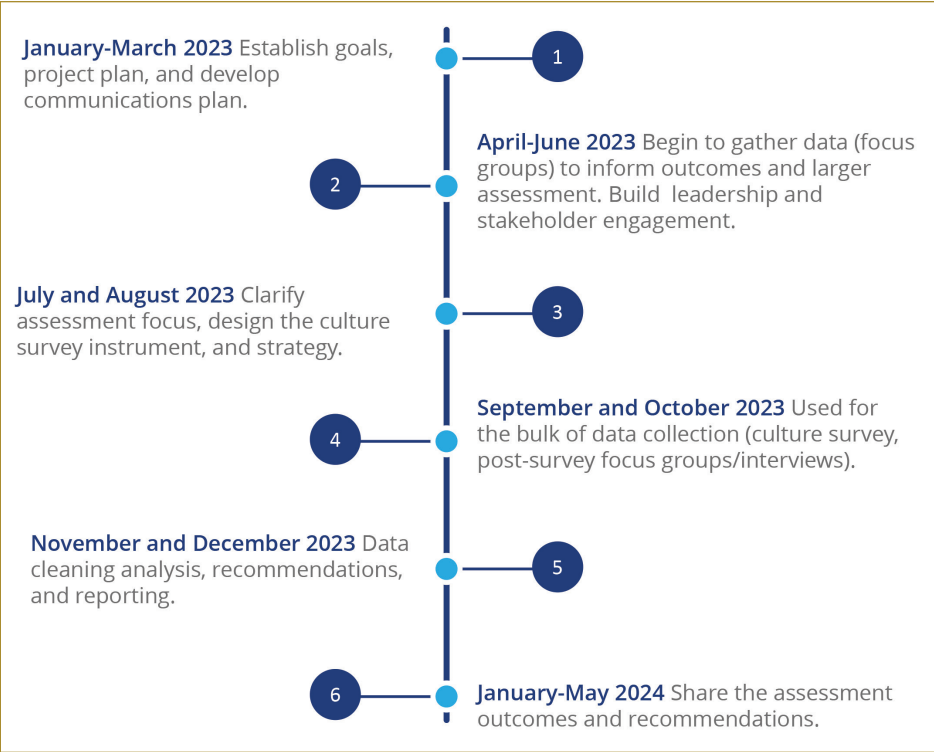 January-March 2023 Establish goals,
project plan, and develop
communications plan.
1
April-June 2023 Begin to gather data (focus
groups) to inform outcomes and larger
assessment. Build leadership and
stakeholder engagement.
2
July and August 2023 Clarify
assessment focus, design the culture
survey instrument, and strategy.
3
September and October 2023 Used for
the bulk of data collection (culture survey,
post-survey focus groups/interviews).
4
November and December 2023 Data
cleaning analysis, recommendations,
and reporting.
5
January-May 2024 Share the assessment
outcomes and recommendations.
6